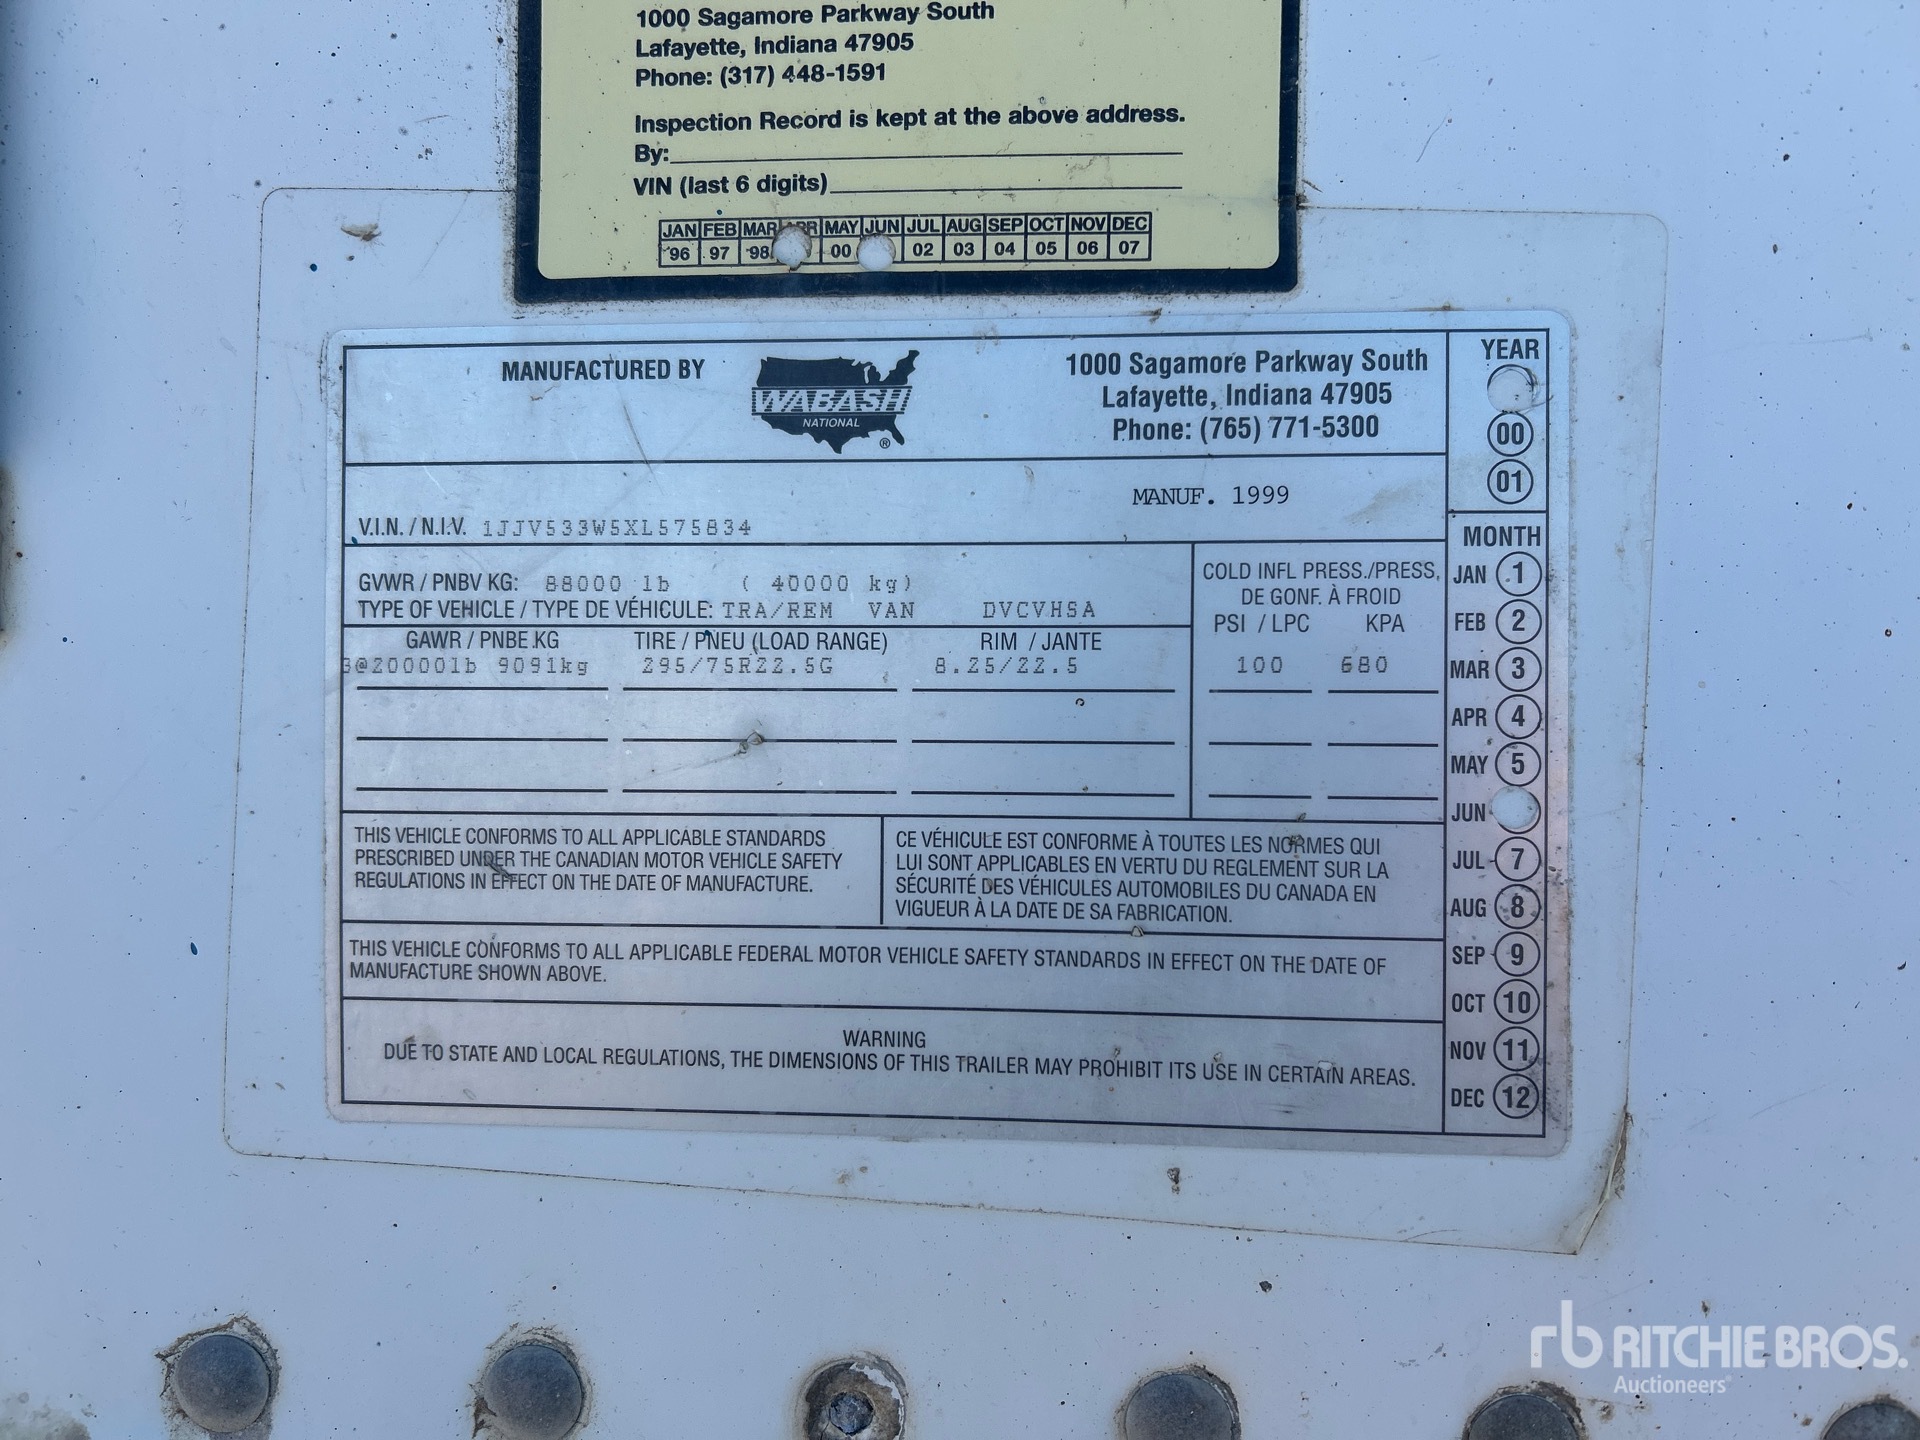 1000 Sagamore Parkway South
Lafayette, Indiana 47905
Phone: (317) 448-1591
Inspection Record is kept at the above address.
By:
VIN (last 6 digits)
JAN FEB MAR APR MAY JUN JUL AUG SEP OCT NOV DEC
96 97 98 00 02 03 04 05 06 07
MANUFACTURED BY
WABASH
NATIONAL
®
1000 Sagamore Parkway South
Lafayette, Indiana 47905
Phone: (765) 771-5300
MANUF. 1999
V.I.N. / N.I.V. 1JJV533W5XL575834
GVWR / PNBV KG: 88000 lb ( 40000 kg)
TYPE OF VEHICLE / TYPE DE VÉHICULE: TRA/REM VAN DVCVHSA
GAWR / PNBE KG TIRE / PNEU (LOAD RANGE) RIM / JANTE
3@20000lb 9091kg 295/75R22.5G 8.25/22.5
COLD INFL PRESS./PRESS,
DE GONF. À FROID
PSI / LPC KPA
100 680
THIS VEHICLE CONFORMS TO ALL APPLICABLE STANDARDS
PRESCRIBED UNDER THE CANADIAN MOTOR VEHICLE SAFETY
REGULATIONS IN EFFECT ON THE DATE OF MANUFACTURE.
CE VÉHICULE EST CONFORME À TOUTES LES NORMES QUI
LUI SONT APPLICABLES EN VERTU DU REGLEMENT SUR LA
SÉCURITÉ DES VÉHICULES AUTOMOBILES DU CANADA EN
VIGUEUR À LA DATE DE SA FABRICATION.
THIS VEHICLE CONFORMS TO ALL APPLICABLE FEDERAL MOTOR VEHICLE SAFETY STANDARDS IN EFFECT ON THE DATE OF
MANUFACTURE SHOWN ABOVE.
WARNING
DUE TO STATE AND LOCAL REGULATIONS, THE DIMENSIONS OF THIS TRAILER MAY PROHIBIT ITS USE IN CERTAIN AREAS.
YEAR
00
01
MONTH
JAN 1
FEB 2
MAR 3
APR 4
MAY 5
JUN
JUL 7
AUG 8
SEP 9
OCT 10
NOV 11
DEC 12
rb RITCHIE BROS.
Auctioneers